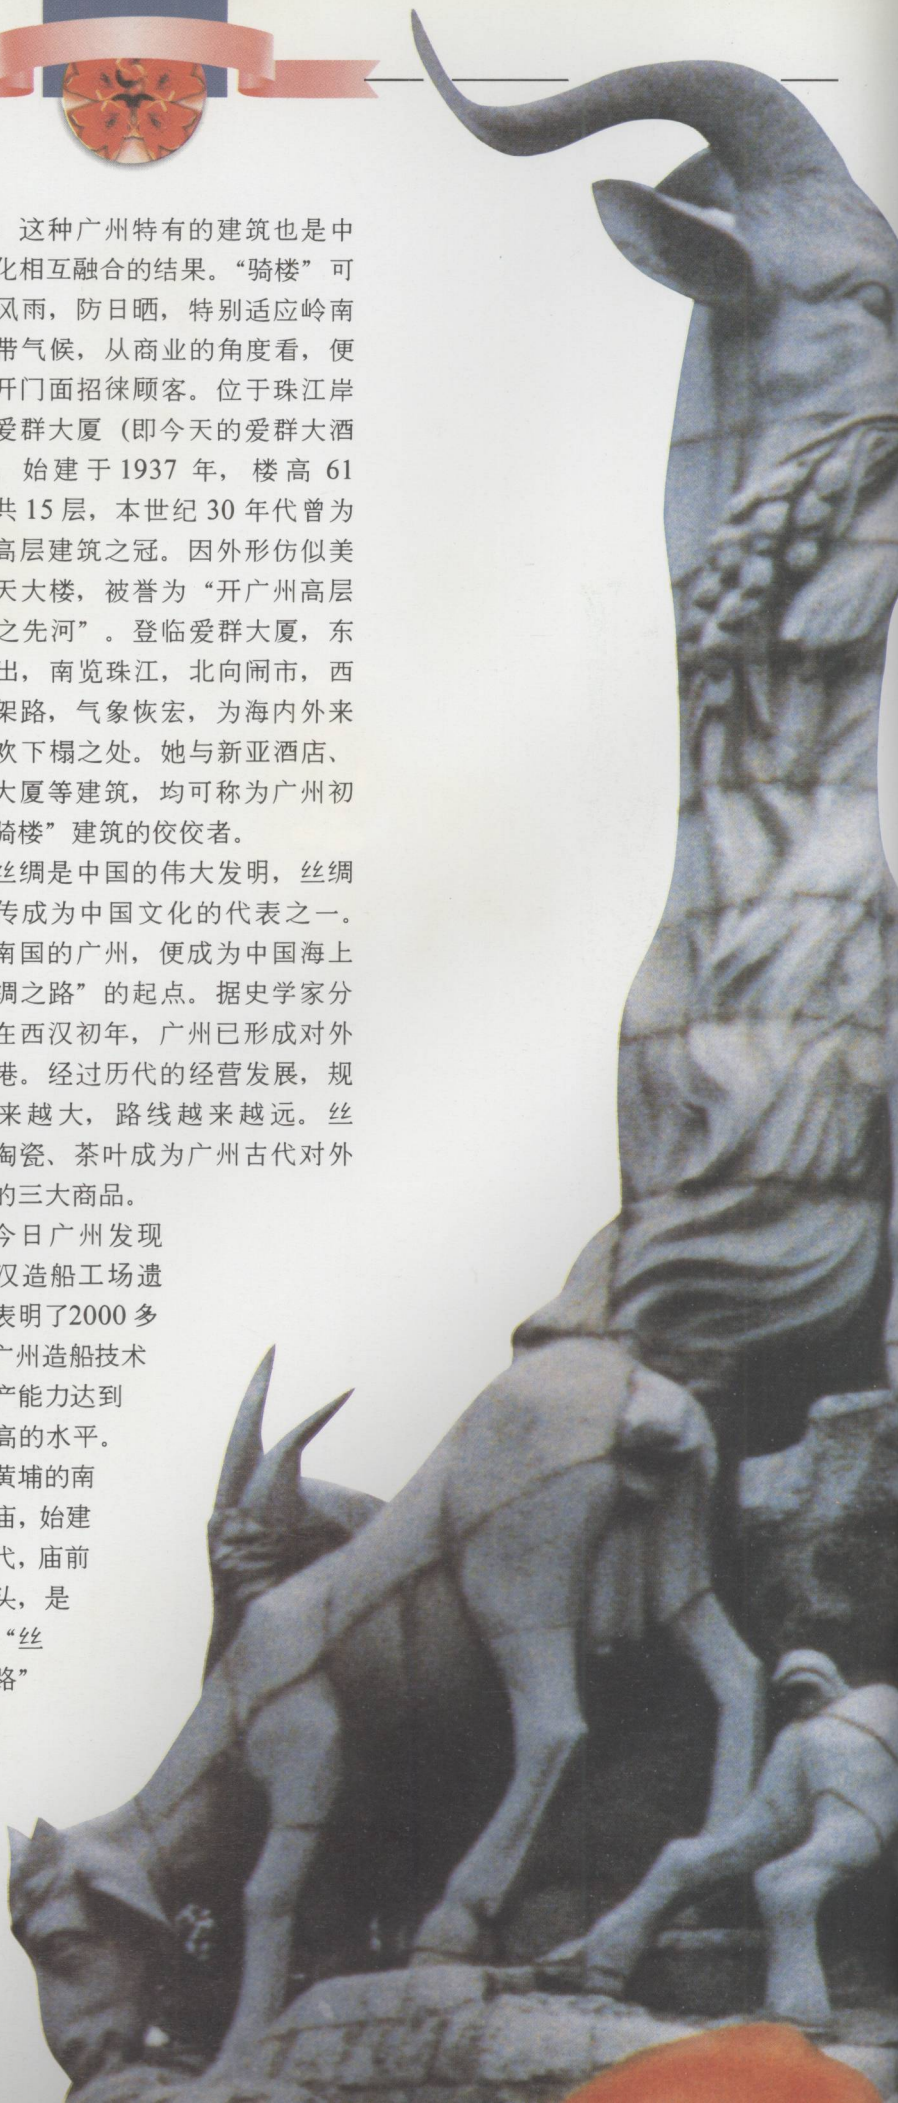 这种广州特有的建筑也是中
化相互融合的结果。“骑楼”可
风雨，防日晒，特别适应岭南
带气候，从商业的角度看，便
开门面招徕顾客。位于珠江岸
爱群大厦（即今天的爱群大酒
始建于1937 年，楼高 61
共15层，本世纪30年代曾为
高层建筑之冠。因外形仿似美
天大楼，被誉为“开广州高层
之先河”。登临爱群大厦，东
出，南览珠江，北向闹市，西
架路，气象恢宏，为海内外来
欢下榻之处。她与新亚酒店、
大厦等建筑，均可称为广州初
骑楼”建筑的佼佼者。
丝绸是中国的伟大发明，丝绸
传成为中国文化的代表之一。
南国的广州，便成为中国海上
绸之路”的起点。据史学家分
在西汉初年，广州已形成对外
港。经过历代的经营发展，规
来越大，路线越来越远。丝
陶瓷、茶叶成为广州古代对外
的三大商品。
今日广州发现
汉造船工场遗
表明了2000多
广州造船技术
产能力达到
高的水平。
黄埔的南
庙，始建
代，庙前
头，是
“丝
路”